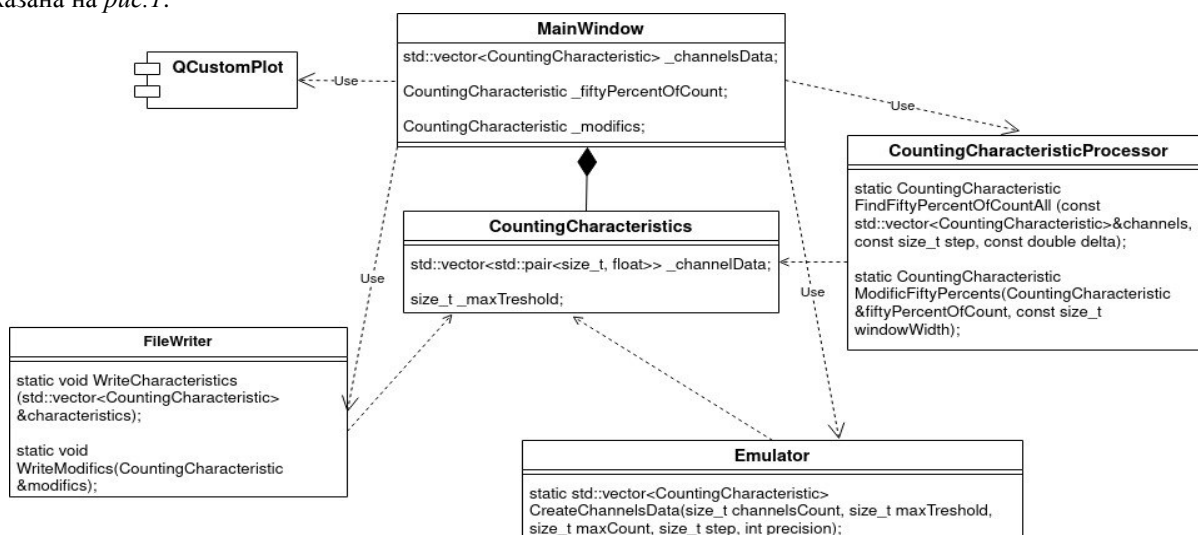 рис.1.
MainWindow
std::vector<CountingCharacteristic> _channelsData;
CountingCharacteristic _fiftyPercentOfCount;
CountingCharacteristic _modifics;
QCustomPlot
Use
Use
CountingCharacteristicProcessor
static CountingCharacteristic
FindFiftyPercentOfCountAll (const
std::vector<CountingCharacteristic>&channels,
const size_t step, const double delta);
static CountingCharacteristic
ModificFiftyPercents(CountingCharacteristic
&fiftyPercentOfCount, const size_t
windowWidth);
CountingCharacteristics
std::vector<std::pair<size_t, float>> _channelData;
size_t _maxTreshold;
Use
Use
FileWriter
static void WriteCharacteristics
(std::vector<CountingCharacteristic>
&characteristics);
static void
WriteModifics(CountingCharacteristic
&modifics);
Emulator
static std::vector<CountingCharacteristic>
CreateChannelsData(size_t channelsCount, size_t maxTreshold,
size_t maxCount, size_t step, int precision);